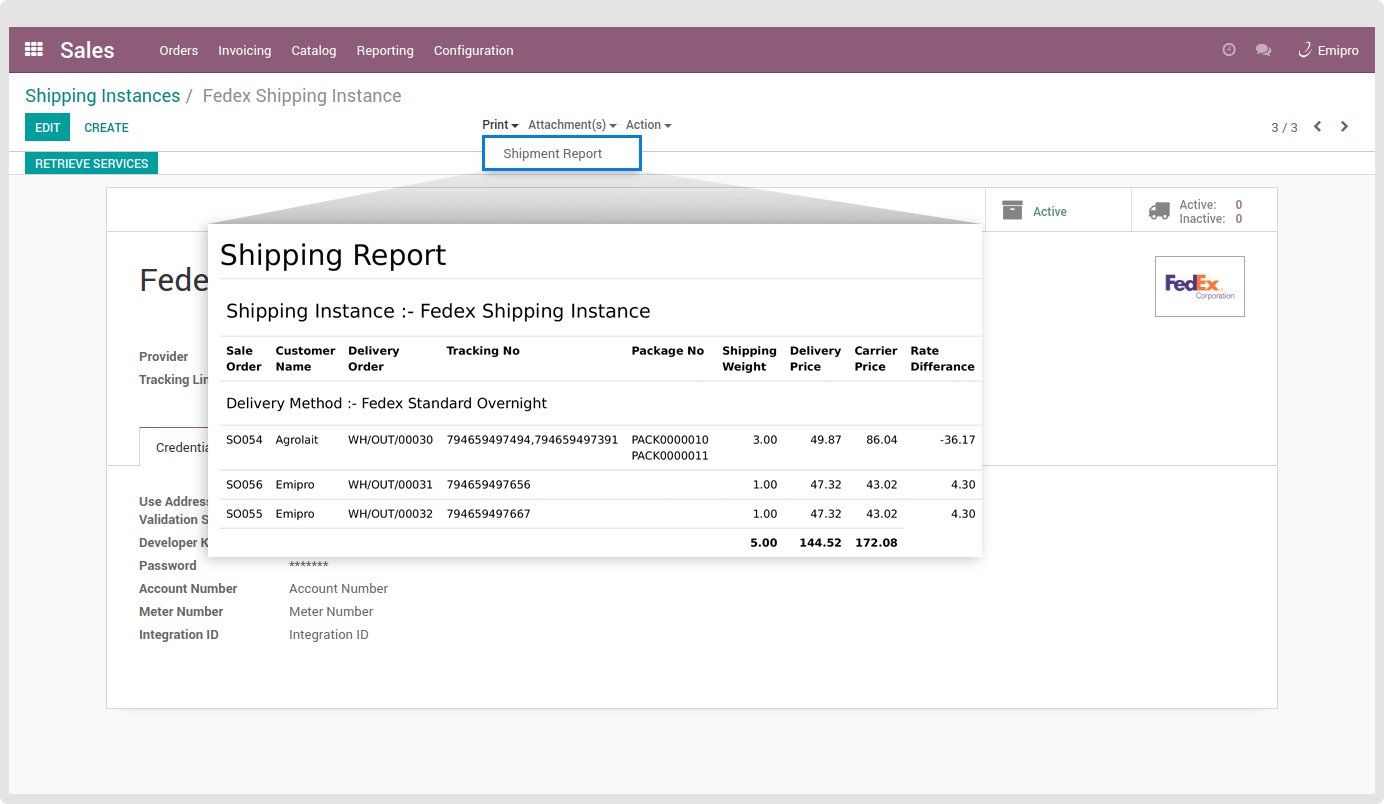 Sales Orders Invoicing Catalog Reporting Configuration Emipro
Shipping Instances / Fedex Shipping Instance
EDIT CREATE Print Attachment(s) Action 3 / 3
Shipment Report
RETRIEVE SERVICES
Active Active: 0
Inactive: 0
Fede
FedEx
Corporation
Shipping Report
Shipping Instance :- Fedex Shipping Instance
Provider
Tracking Lin
Sale Customer Delivery Tracking No Package No Shipping Delivery Carrier Rate
Order Name Order Weight Price Price Differance
Delivery Method :- Fedex Standard Overnight
SO054 Agrolait WH/OUT/00030 794659497494,794659497391 PACK0000010 3.00 49.87 86.04 -36.17
PACK0000011
SO056 Emipro WH/OUT/00031 794659497656 1.00 47.32 43.02 4.30
SO055 Emipro WH/OUT/00032 794659497667 1.00 47.32 43.02 4.30
5.00 144.52 172.08
Credentia
Use Address
Validation S
Developer K
Password *******
Account Number Account Number
Meter Number Meter Number
Integration ID Integration ID